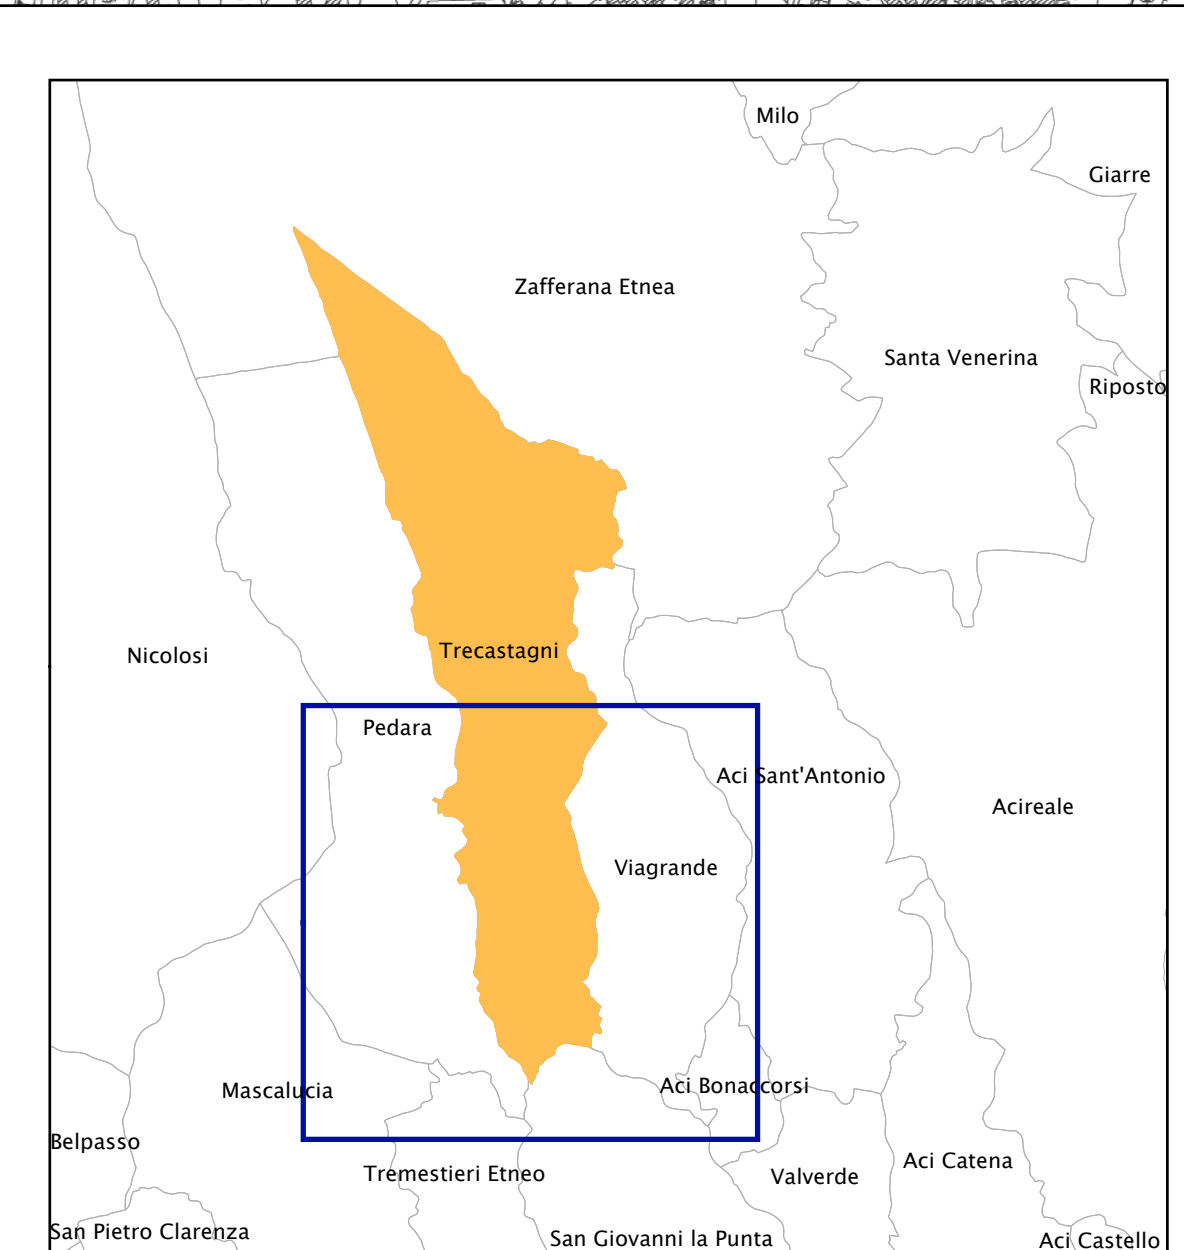 Milo
Giarre
Zafferana Etnea
Santa Venerina
Riposto
Trecastagni
Nicolosi
Pedara
Aci Sant'Antonio
Acireale
Viagrande
Aci Bonaccorsi
Mascalucia
Belpasso
Aci Catena
Tremestieri Etneo
Valverde
San Pietro Clarenza
San Giovanni la Punta
Aci Castello